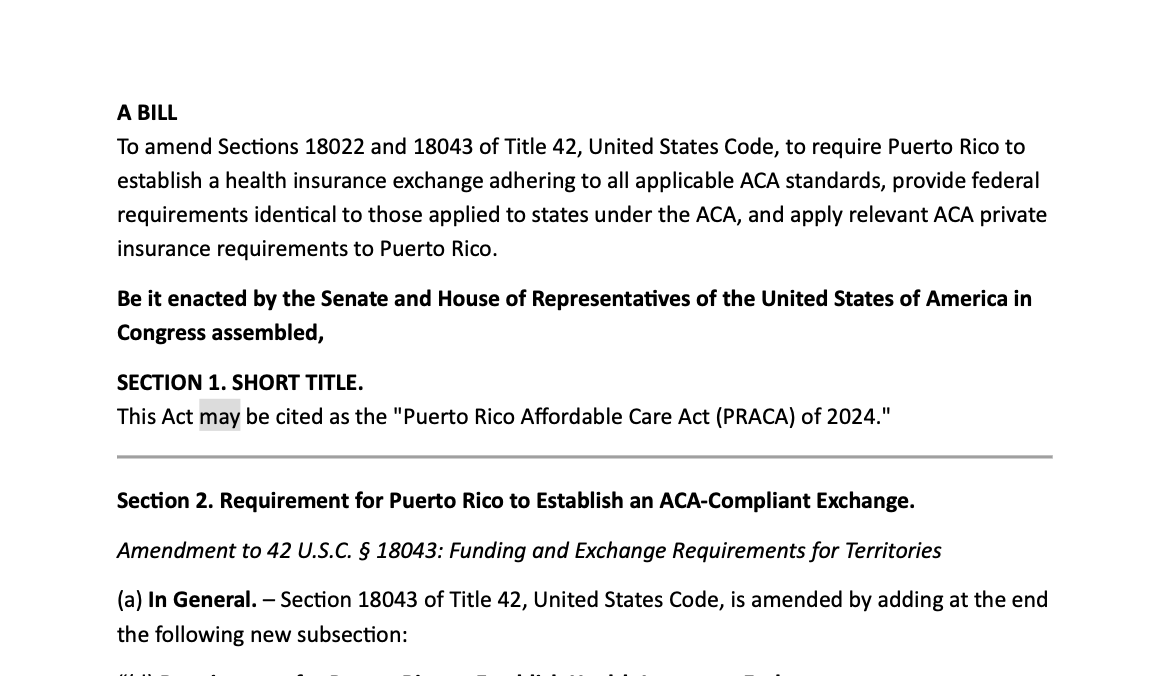 A BILL
To amend Sections 18022 and 18043 of Title 42, United States Code, to require Puerto Rico to
establish a health insurance exchange adhering to all applicable ACA standards, provide federal
requirements identical to those applied to states under the ACA, and apply relevant ACA private
insurance requirements to Puerto Rico.
Be it enacted by the Senate and House of Representatives of the United States of America in
Congress assembled,
SECTION 1. SHORT TITLE.
This Act may be cited as the "Puerto Rico Affordable Care Act (PRACA) of 2024."
Section 2. Requirement for Puerto Rico to Establish an ACA-Compliant Exchange.
Amendment to 42 U.S.C. § 18043: Funding and Exchange Requirements for Territories
(a) In General. – Section 18043 of Title 42, United States Code, is amended by adding at the end
the following new subsection: